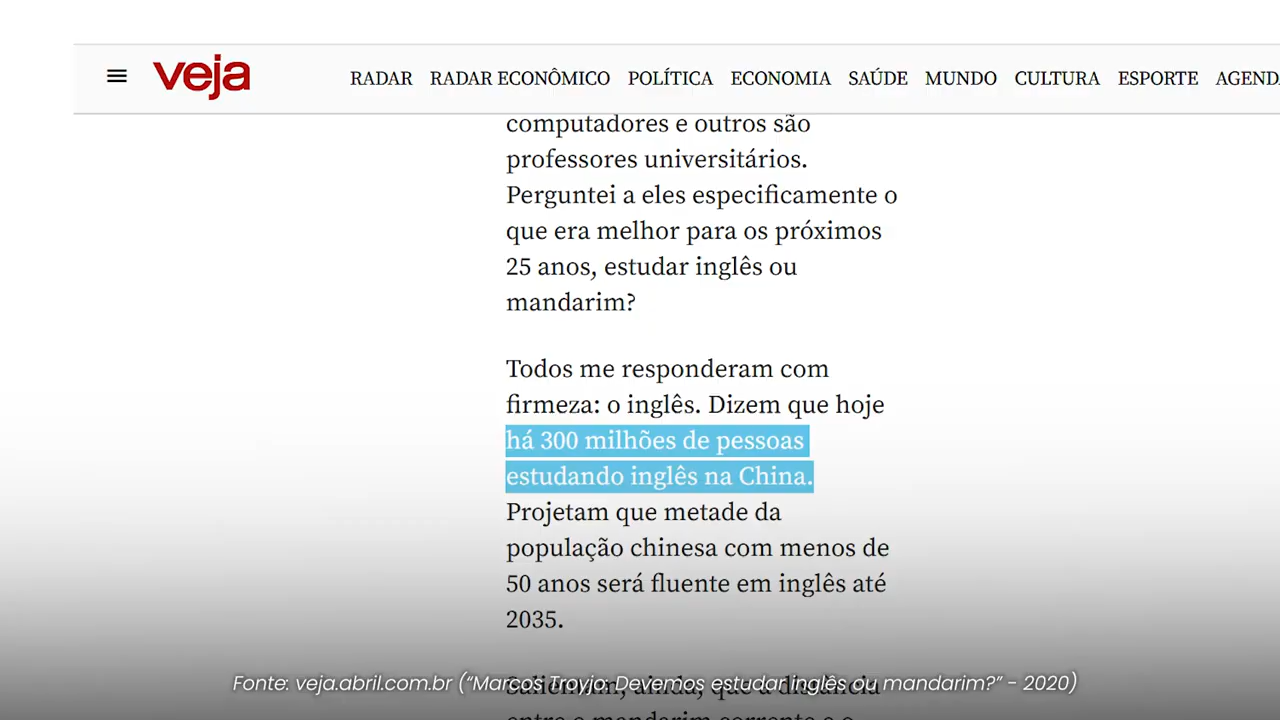 veja
RADAR RADAR ECONÔMICO POLÍTICA ECONOMIA SAÚDE MUNDO CULTURA ESPORTE
computadores e outros são
professores universitários.
Perguntei a eles especificamente o
que era melhor para os próximos
25 anos, estudar inglês ou
mandarim?
Todos me responderam com
firmeza: o inglês. Dizem que hoje
há 300 milhões de pessoas
estudando inglês na China.
Projetam que metade da
população chinesa com menos de
50 anos será fluente em inglês até
2035.
Fonte: veja.abril.com.br (“Marcos Troyjo: Devemos estudar inglês ou mandarim?” - 2020)